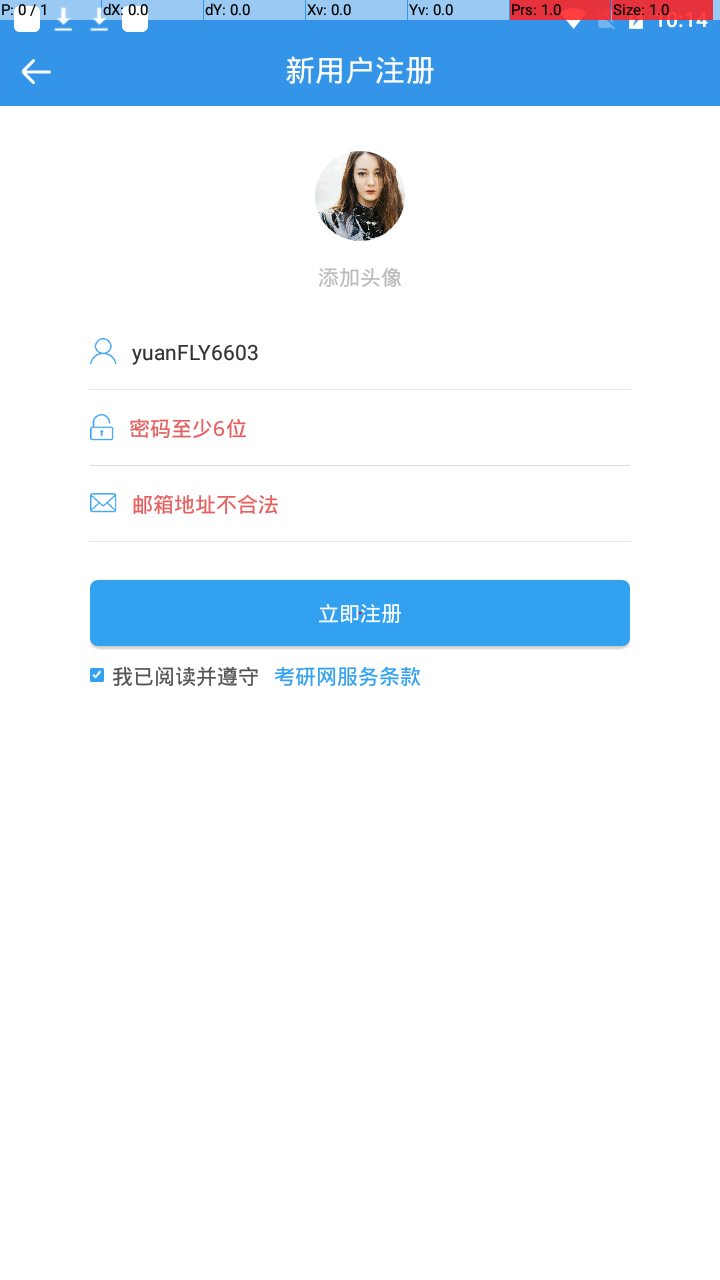 P: 0 / 1 dX: 0.0 dY: 0.0 Xv: 0.0 Yv: 0.0 Prs: 1.0 Size: 1.0
10:14
新用户注册
添加头像
yuanFLY6603
密码至少6位
邮箱地址不合法
立即注册
我已阅读并遵守 考研网服务条款